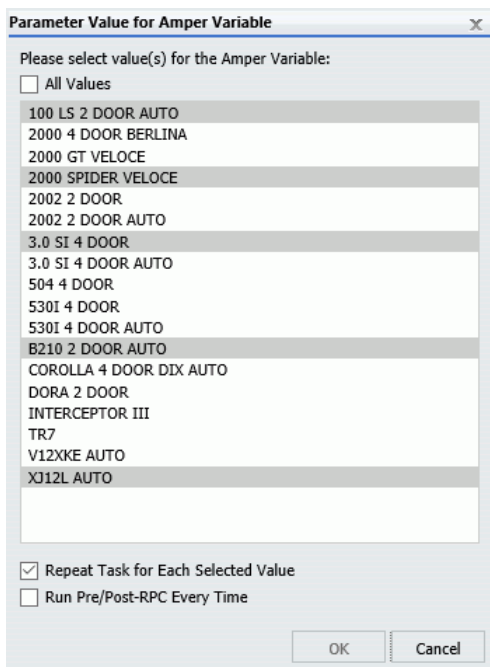 Parameter Value for Amper Variable
Please select value(s) for the Amper Variable:
All Values
100 LS 2 DOOR AUTO
2000 4 DOOR BERLINA
2000 GT VELOCE
2000 SPIDER VELOCE
2002 2 DOOR
2002 2 DOOR AUTO
3.0 SI 4 DOOR
3.0 SI 4 DOOR AUTO
504 4 DOOR
530I 4 DOOR
530I 4 DOOR AUTO
B210 2 DOOR AUTO
COROLLA 4 DOOR DIX AUTO
DORA 2 DOOR
INTERCEPTOR III
TR7
V12XKE AUTO
XJ12L AUTO
Repeat Task for Each Selected Value
Run Pre/Post-RPC Every Time
OK Cancel